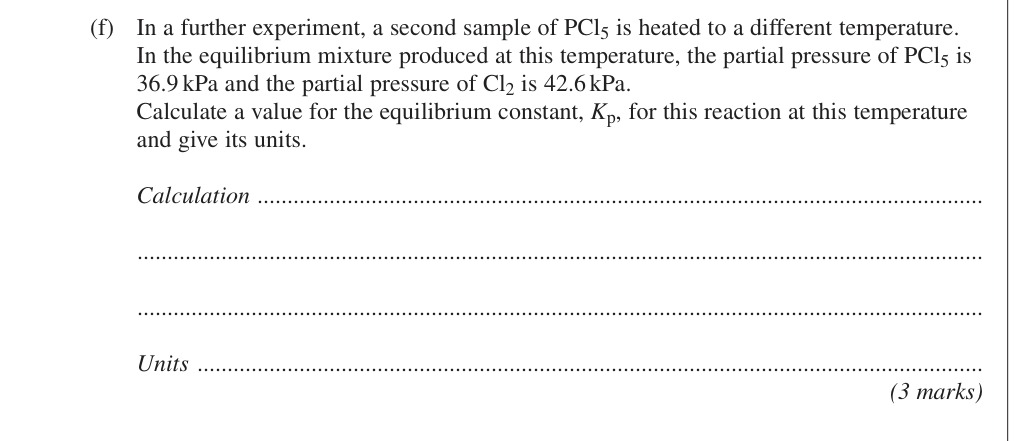 (f) In a further experiment, a second sample of PCl₅ is heated to a different temperature.
In the equilibrium mixture produced at this temperature, the partial pressure of PCl₅ is
36.9 kPa and the partial pressure of Cl₂ is 42.6 kPa.
Calculate a value for the equilibrium constant, Kₚ, for this reaction at this temperature
and give its units.
Calculation ................................................................................................................
................................................................................................................................
................................................................................................................................
Units ........................................................................................................................
(3 marks)